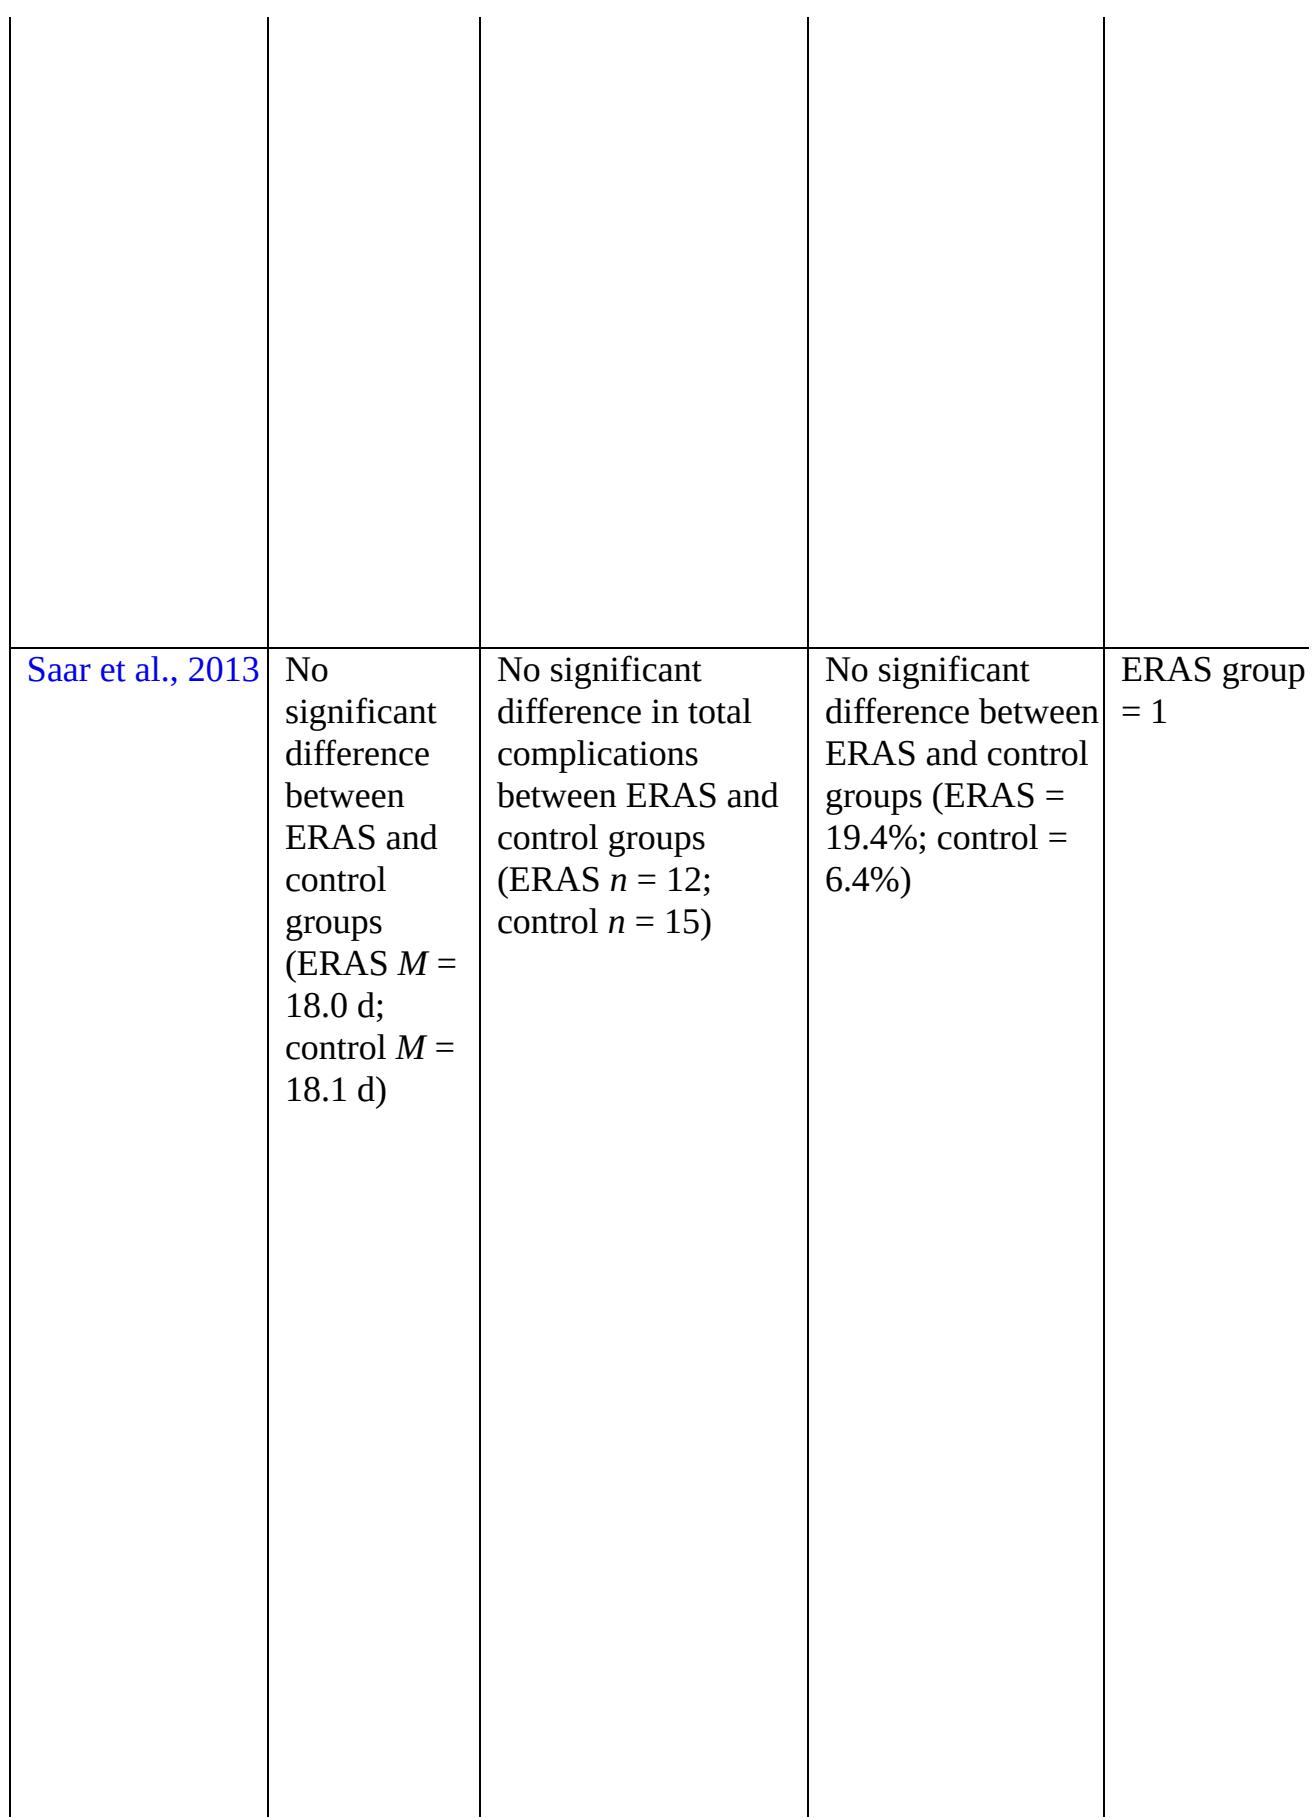 Saar et al., 2013
No
significant
difference
between
ERAS and
control
groups
(ERAS M =
18.0 d;
control M =
18.1 d)
No significant
difference in total
complications
between ERAS and
control groups
(ERAS n = 12;
control n = 15)
No significant
difference between
ERAS and control
groups (ERAS =
19.4%; control =
6.4%)
ERAS group
= 1